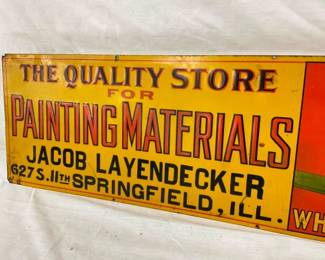 THE QUALITY STORE
FOR
PAINTING MATERIALS
JACOB LAYENDECKER
627 S. 11TH SPRINGFIELD, ILL.
WH